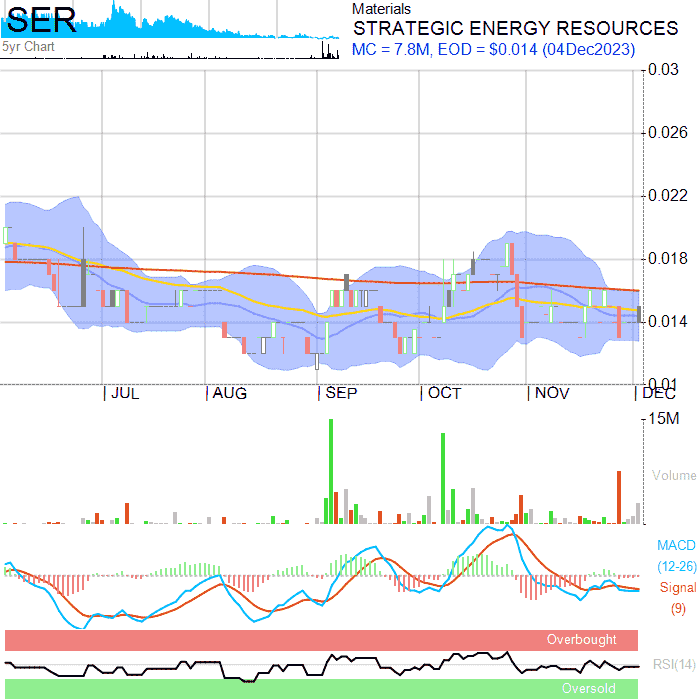 SER
5yr Chart
Materials
STRATEGIC ENERGY RESOURCES
MC = 7.8M, EOD = $0.014 (04Dec2023)
0.03
0.026
0.022
0.018
0.014
0.01
JUL AUG SEP OCT NOV DEC
15M
Volume
MACD
(12-26)
Signal
(9)
Overbought
RSI(14)
Oversold